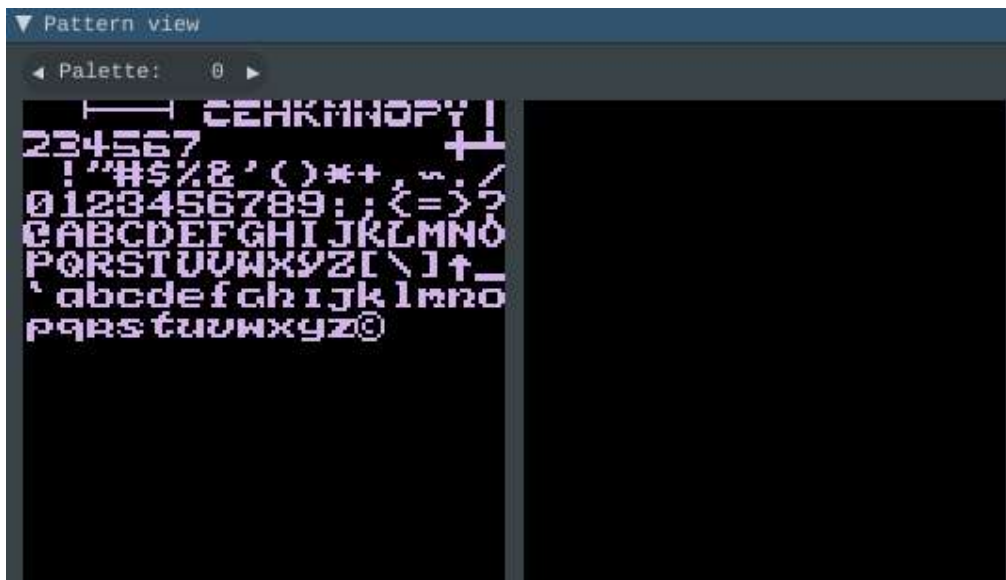 Pattern view
Palette: 0
CEHKMNOPY
234567
!"#$%&'()*+,~./
0123456789:;<=>?
@ABCDEFGHIJKLMNO
PQRSTUVWXYZ[\]↑_
`abcdefghijklmno
pqrstuvwxyz©